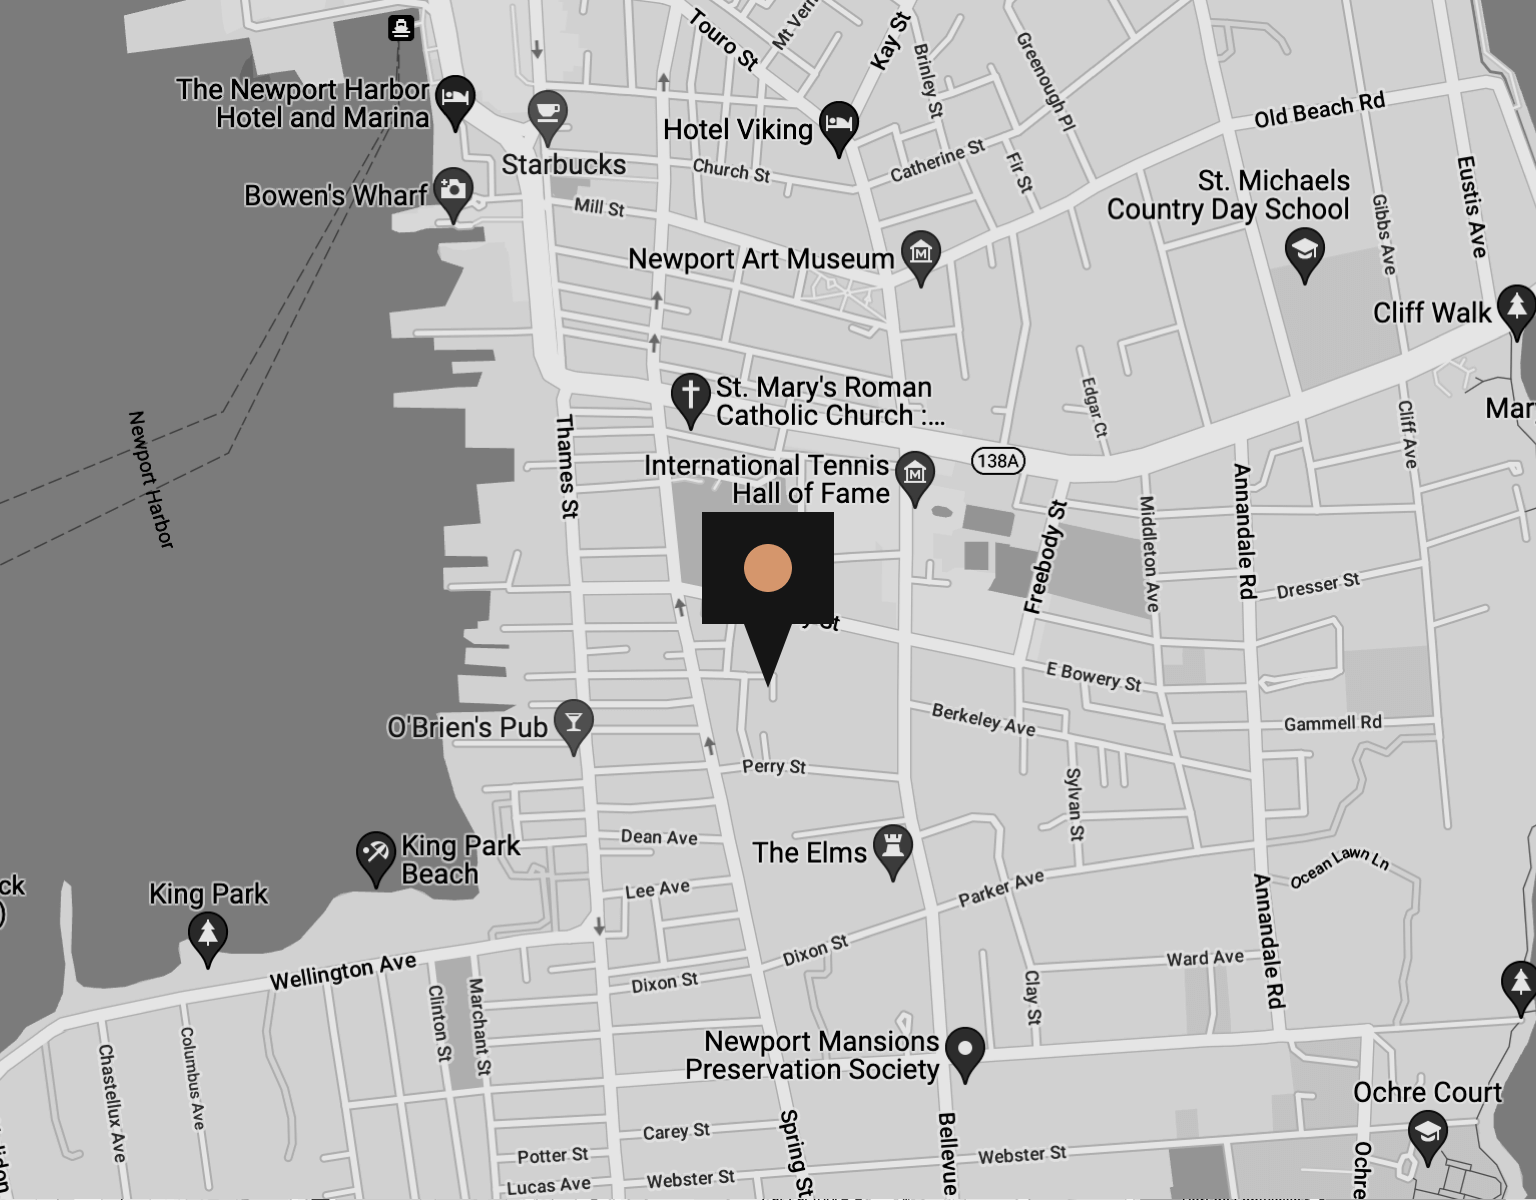 Touro St
Mt Vern
Kay St
Brinley St
Greenough Pl
Old Beach Rd
The Newport Harbor
Hotel and Marina
Hotel Viking
Starbucks
Church St
Catherine St
Fir St
Eustis Ave
St. Michaels
Country Day School
Gibbs Ave
Bowen's Wharf
Mill St
M
Newport Art Museum
Cliff Walk
St. Mary's Roman
Catholic Church :...
Edgar Ct
Mar
Cliff Ave
Newport Harbor
Thames St
138A
International Tennis
Hall of Fame
M
Annandale Rd
Middleton Ave
Freebody St
Dresser St
St
E Bowery St
Berkeley Ave
Gammell Rd
O'Brien's Pub
Perry St
Sylvan St
Dean Ave
The Elms
King Park
Beach
Ocean Lawn Ln
Parker Ave
Lee Ave
King Park
ck
)
Annandale Rd
Dixon St
Ward Ave
Wellington Ave
Dixon St
Clay St
Clinton St
Marchant St
Chastellux Ave
Columbus Ave
Newport Mansions
Preservation Society
Ochre Court
Carey St
Spring St
Bellevue
Webster St
Potter St
Webster St
Lucas Ave
Ochre
lidon